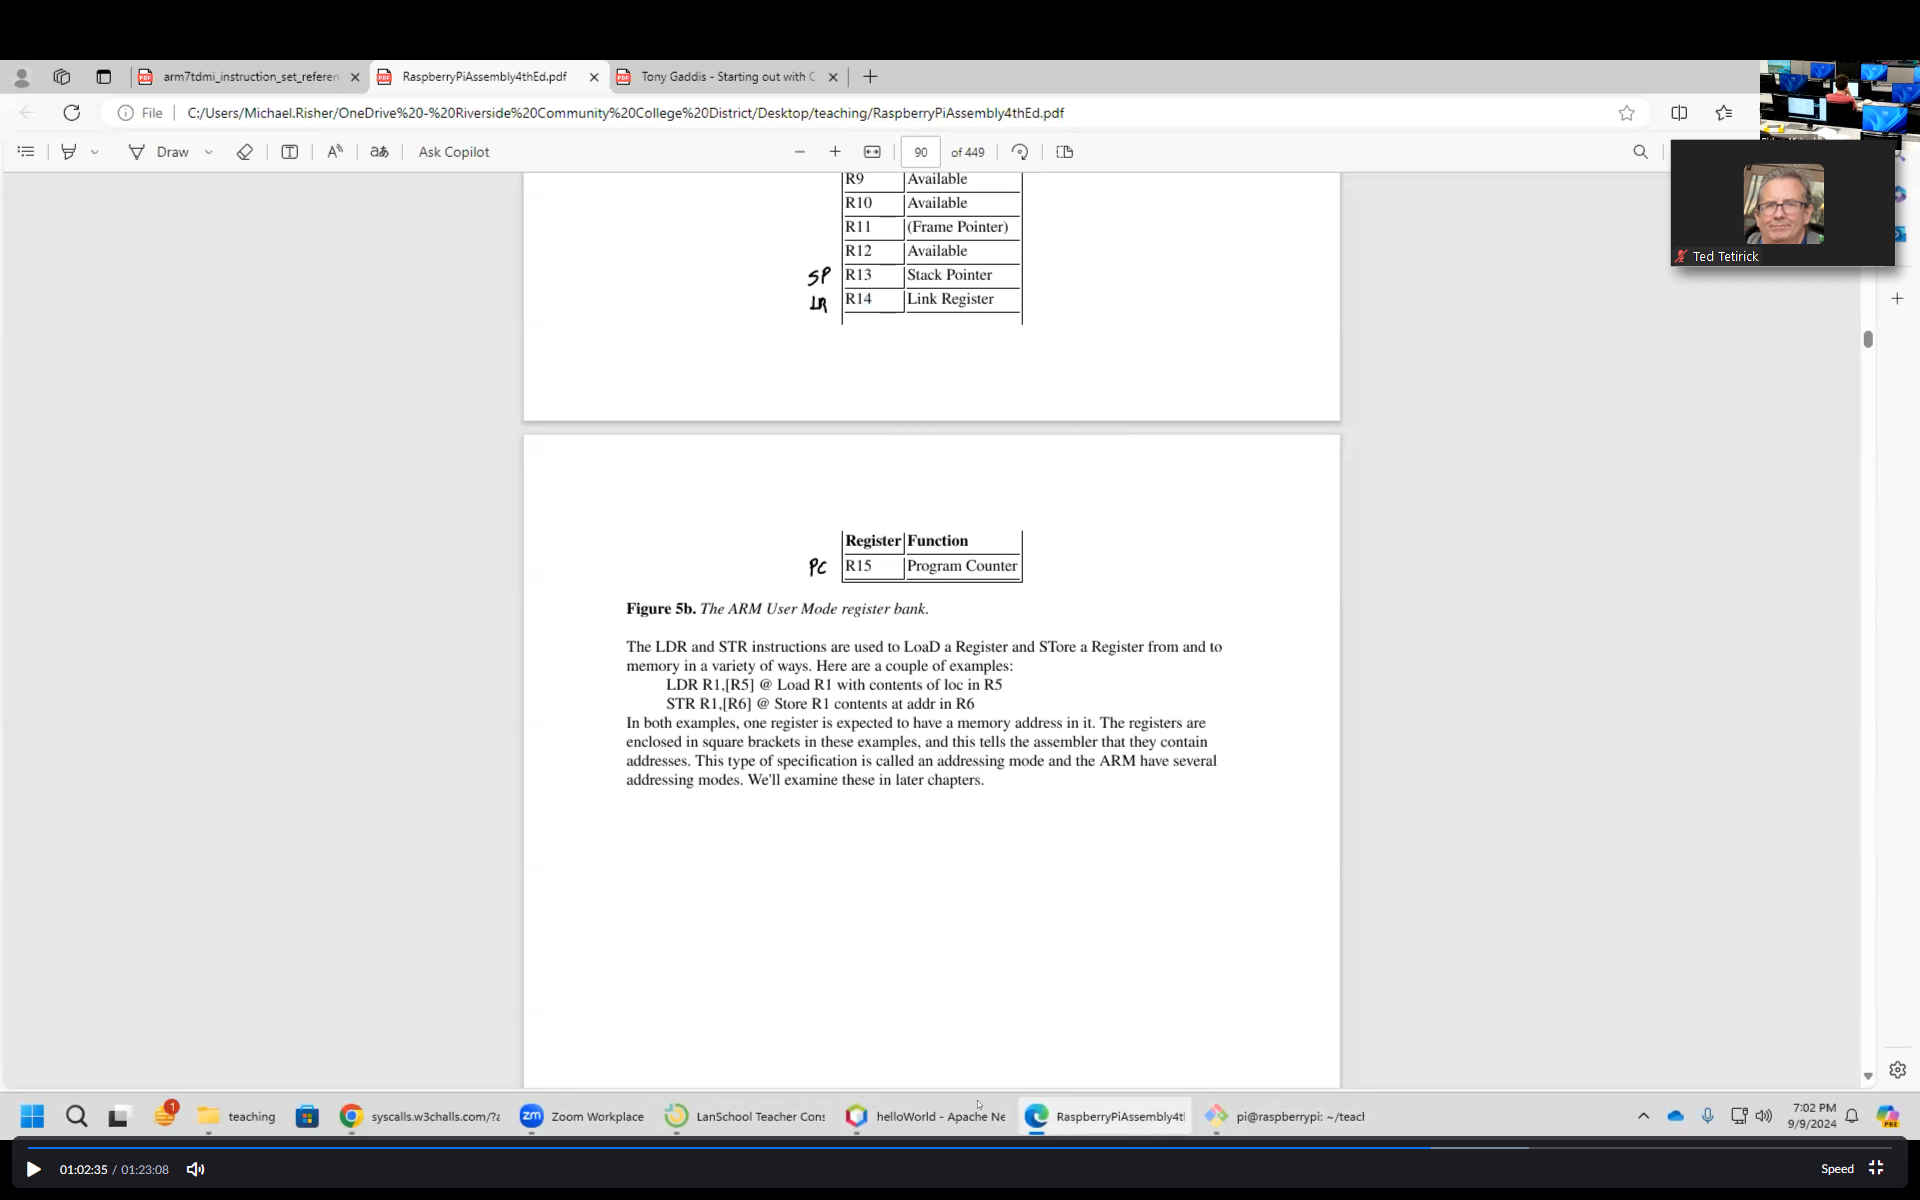 arm7tdmi_instruction_set_referen
RaspberryPiAssembly4thEd.pdf
Tony Gaddis - Starting out with C
File
C:/Users/Michael.Risher/OneDrive%20-%20Riverside%20Community%20College%20District/Desktop/teaching/RaspberryPiAssembly4thEd.pdf
Draw
Ask Copilot
90 of 449
R9 Available
R10 Available
R11 (Frame Pointer)
R12 Available
SP R13 Stack Pointer
LR R14 Link Register
Ted Tetirick
Register Function
PC R15 Program Counter
Figure 5b. The ARM User Mode register bank.
The LDR and STR instructions are used to LoaD a Register and STore a Register from and to
memory in a variety of ways. Here are a couple of examples:
LDR R1,[R5] @ Load R1 with contents of loc in R5
STR R1,[R6] @ Store R1 contents at addr in R6
In both examples, one register is expected to have a memory address in it. The registers are
enclosed in square brackets in these examples, and this tells the assembler that they contain
addresses. This type of specification is called an addressing mode and the ARM have several
addressing modes. We'll examine these in later chapters.
1
teaching
syscalls.w3challs.com/?a
zm
Zoom Workplace
LanSchool Teacher Cons
helloWorld - Apache Ne
RaspberryPiAssembly4tl
pi@raspberrypi: ~/teacl
7:02 PM
9/9/2024
PRE
01:02:35 / 01:23:08
Speed